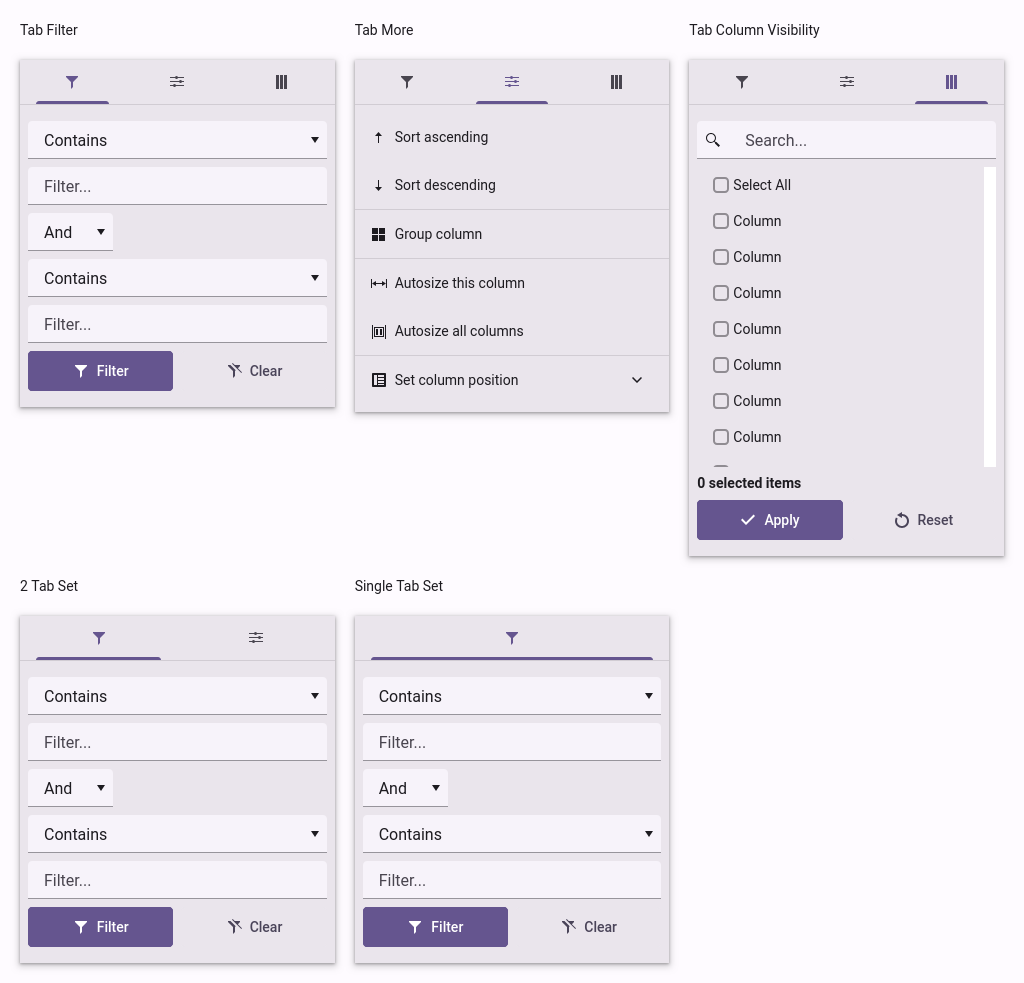 Tab Filter
Contains
Filter...
And
Contains
Filter...
Filter
Clear
Tab More
Sort ascending
Sort descending
Group column
Autosize this column
Autosize all columns
Set column position
Tab Column Visibility
Search...
Select All
Column
Column
Column
Column
Column
Column
Column
0 selected items
Apply
Reset
2 Tab Set
Contains
Filter...
And
Contains
Filter...
Filter
Clear
Single Tab Set
Contains
Filter...
And
Contains
Filter...
Filter
Clear